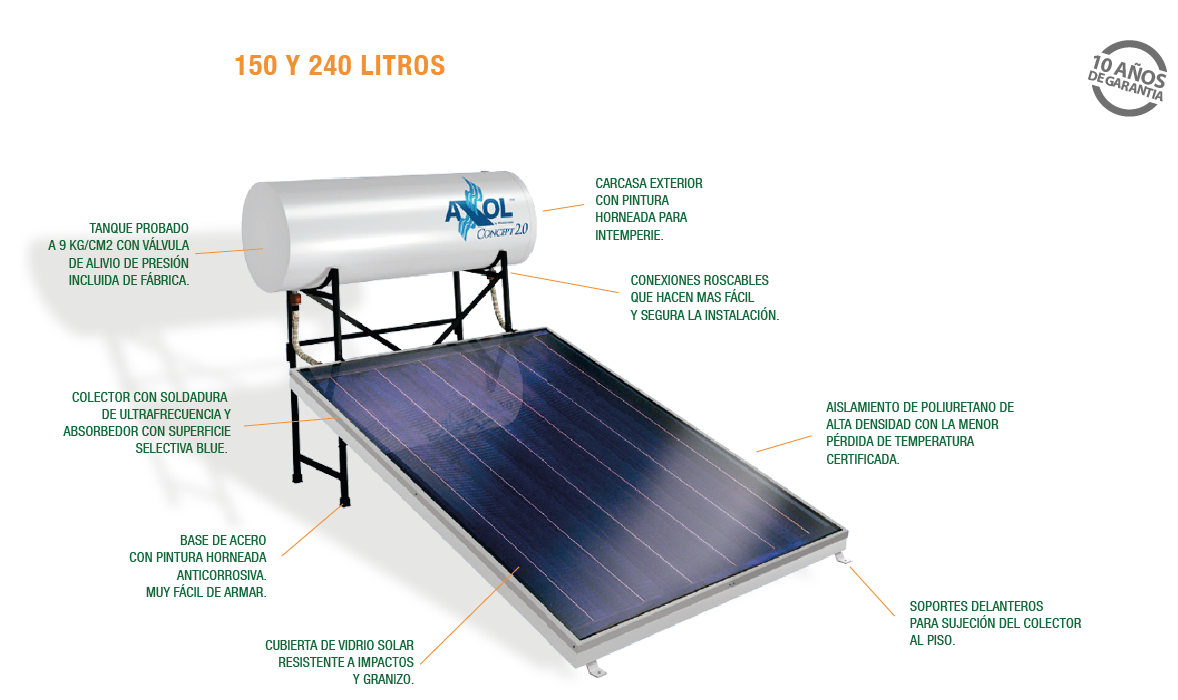 150 Y 240 LITROS
10 AÑOS
DE GARANTIA
AXOL
CONCEPT 2.0
CARCASA EXTERIOR
CON PINTURA
HORNEADA PARA
INTEMPERIE.
TANQUE PROBADO
A 9 KG/CM2 CON VÁLVULA
DE ALIVIO DE PRESIÓN
INCLUIDA DE FÁBRICA.
CONEXIONES ROSCABLES
QUE HACEN MAS FÁCIL
Y SEGURA LA INSTALACIÓN.
COLECTOR CON SOLDADURA
DE ULTRAFRECUENCIA Y
ABSORBEDOR CON SUPERFICIE
SELECTIVA BLUE.
AISLAMIENTO DE POLIURETANO DE
ALTA DENSIDAD CON LA MENOR
PÉRDIDA DE TEMPERATURA
CERTIFICADA.
BASE DE ACERO
CON PINTURA HORNEADA
ANTICORROSIVA.
MUY FÁCIL DE ARMAR.
SOPORTES DELANTEROS
PARA SUJECIÓN DEL COLECTOR
AL PISO.
CUBIERTA DE VIDRIO SOLAR
RESISTENTE A IMPACTOS
Y GRANIZO.